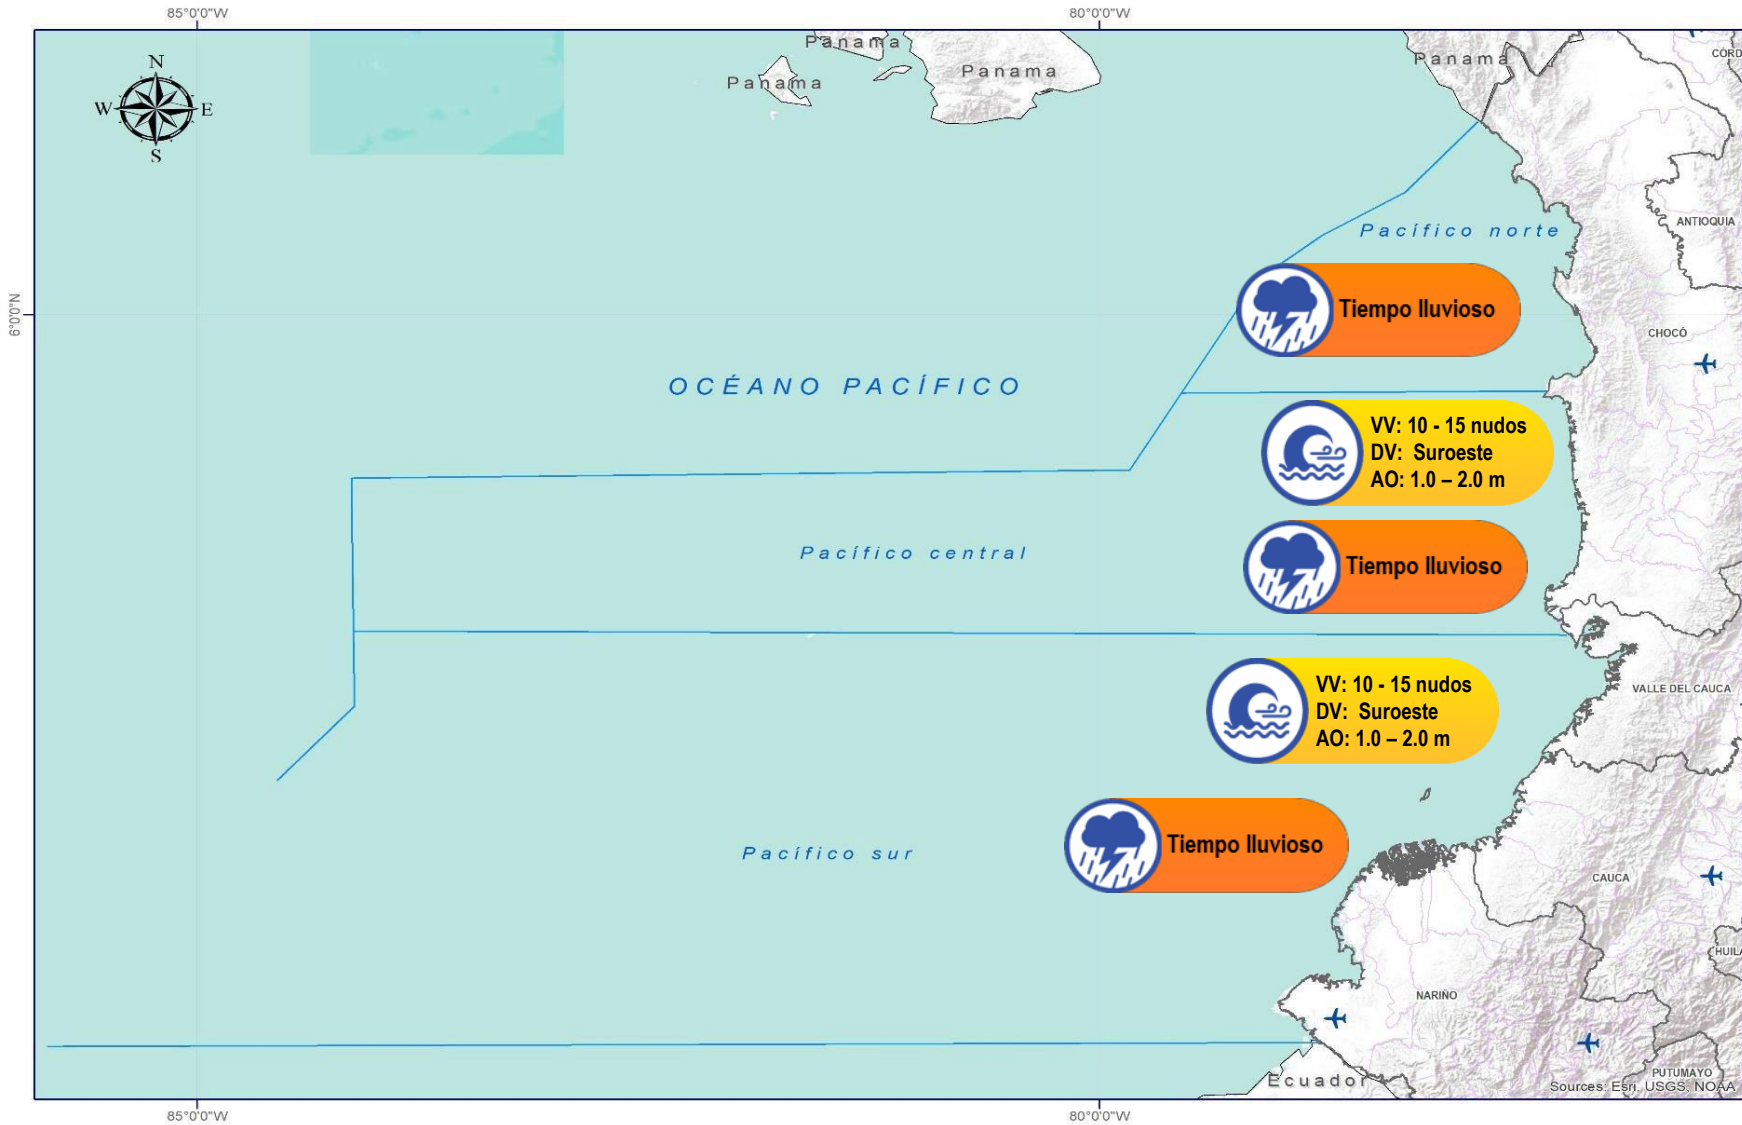 85°0'0"W
80°0'0"W
N
W
E
S
Panama
Panama
Panama
Panama
CÓRD
ANTIOQUIA
Pacífico norte
6°0'0"N
Tiempo lluvioso
CHOCÓ
OCÉANO PACÍFICO
VV: 10 - 15 nudos
DV: Suroeste
AO: 1.0 – 2.0 m
Pacífico central
Tiempo lluvioso
VV: 10 - 15 nudos
DV: Suroeste
AO: 1.0 – 2.0 m
VALLE DEL CAUCA
Tiempo lluvioso
Pacífico sur
CAUCA
HUILA
NARIÑO
PUTUMAYO
Ecuador
Sources: Esri, USGS, NOAA
85°0'0"W
80°0'0"W